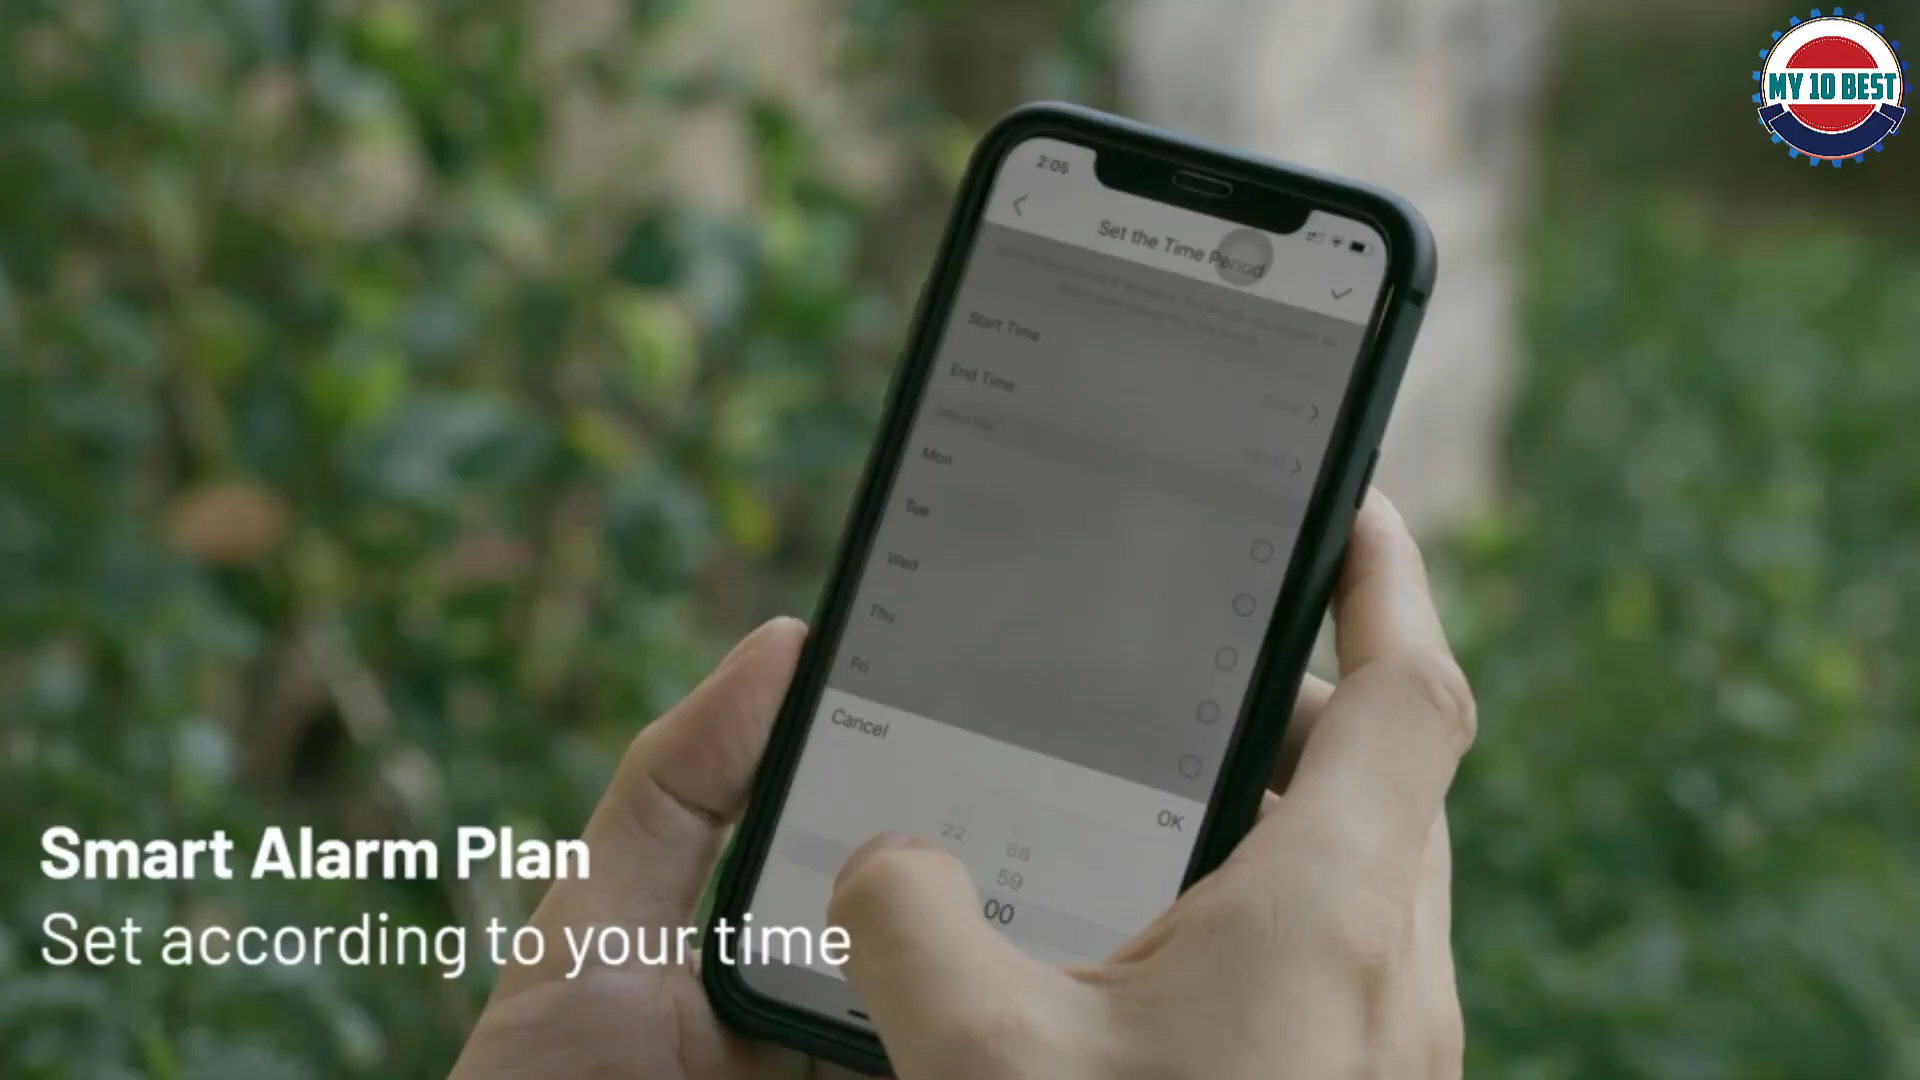 MY 10 BEST
2:05
Set the Time Period
Start Time
End Time
Mon
Tue
Wed
Thu
Fri
Cancel
OK
22 58
59
00
Smart Alarm Plan
Set according to your time